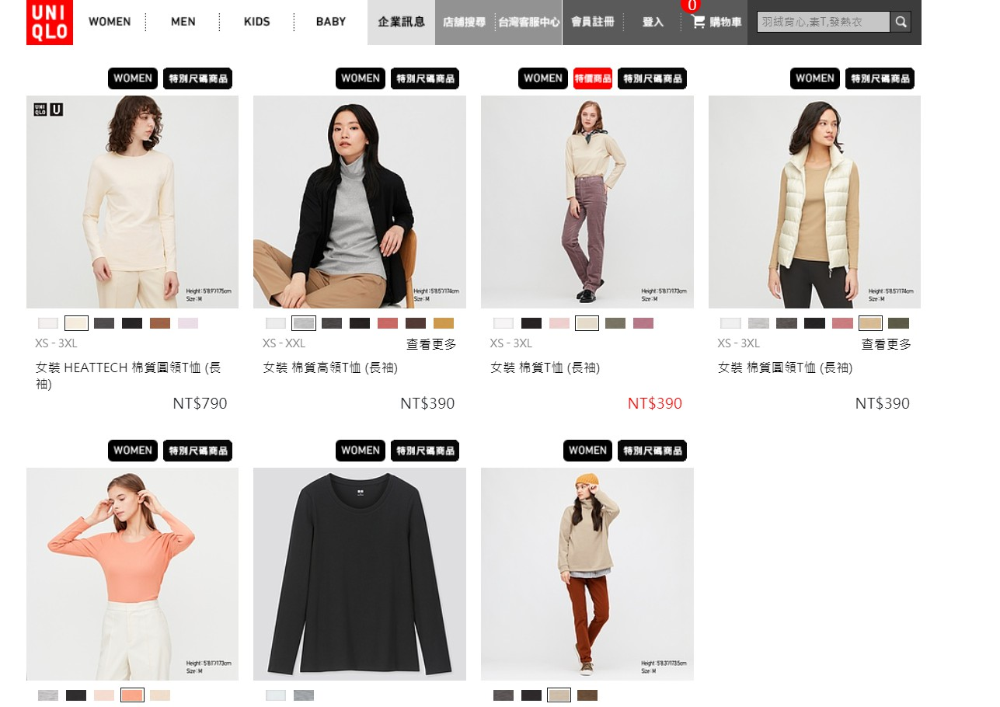 UNI
QLO
WOMEN
MEN
KIDS
BABY
企業訊息
店舖搜尋
台灣客服中心
會員註冊
登入
0
購物車
羽絨背心,素T,發熱衣
WOMEN 特別尺碼商品
WOMEN 特別尺碼商品
WOMEN 特價商品 特別尺碼商品
WOMEN 特別尺碼商品
UNI
QLO U
Height : 5'8.9"/175cm
Size : M
Height : 5'8.5"/174cm
Size : M
Height : 5'8.1"/173cm
Size : M
Height : 5'8.5"/174cm
Size : M
XS - 3XL
XS - XXL 查看更多
XS - 3XL
XS - 3XL 查看更多
女裝 HEATTECH 棉質圓領T恤 (長
袖)
女裝 棉質高領T恤 (長袖)
女裝 棉質T恤 (長袖)
女裝 棉質圓領T恤 (長袖)
NT$790
NT$390
NT$390
NT$390
WOMEN 特別尺碼商品
WOMEN 特別尺碼商品
WOMEN 特別尺碼商品
Height : 5'8.1"/173cm
Size : M
Height : 5'8.3"/173.5cm
Size : M